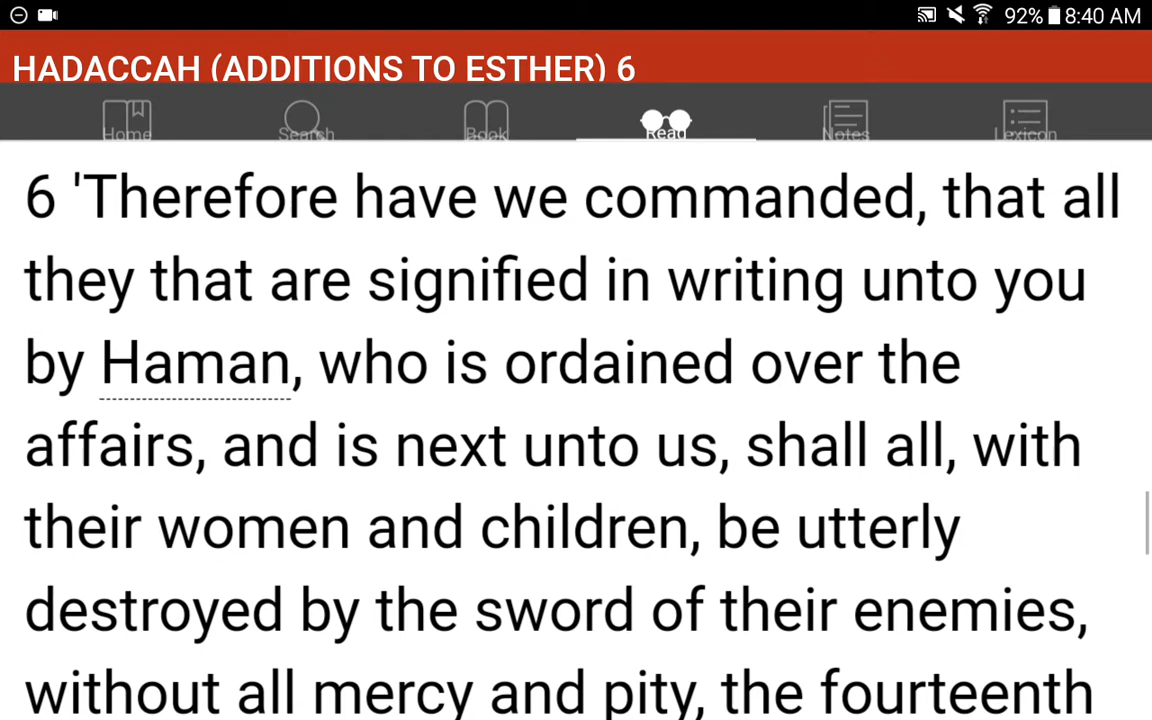 92% 8:40 AM
HADACCAH (ADDITIONS TO ESTHER) 6
Home Search Book Read Notes Lexicon
6 'Therefore have we commanded, that all
they that are signified in writing unto you
by Haman, who is ordained over the
affairs, and is next unto us, shall all, with
their women and children, be utterly
destroyed by the sword of their enemies,
without all mercy and pity, the fourteenth